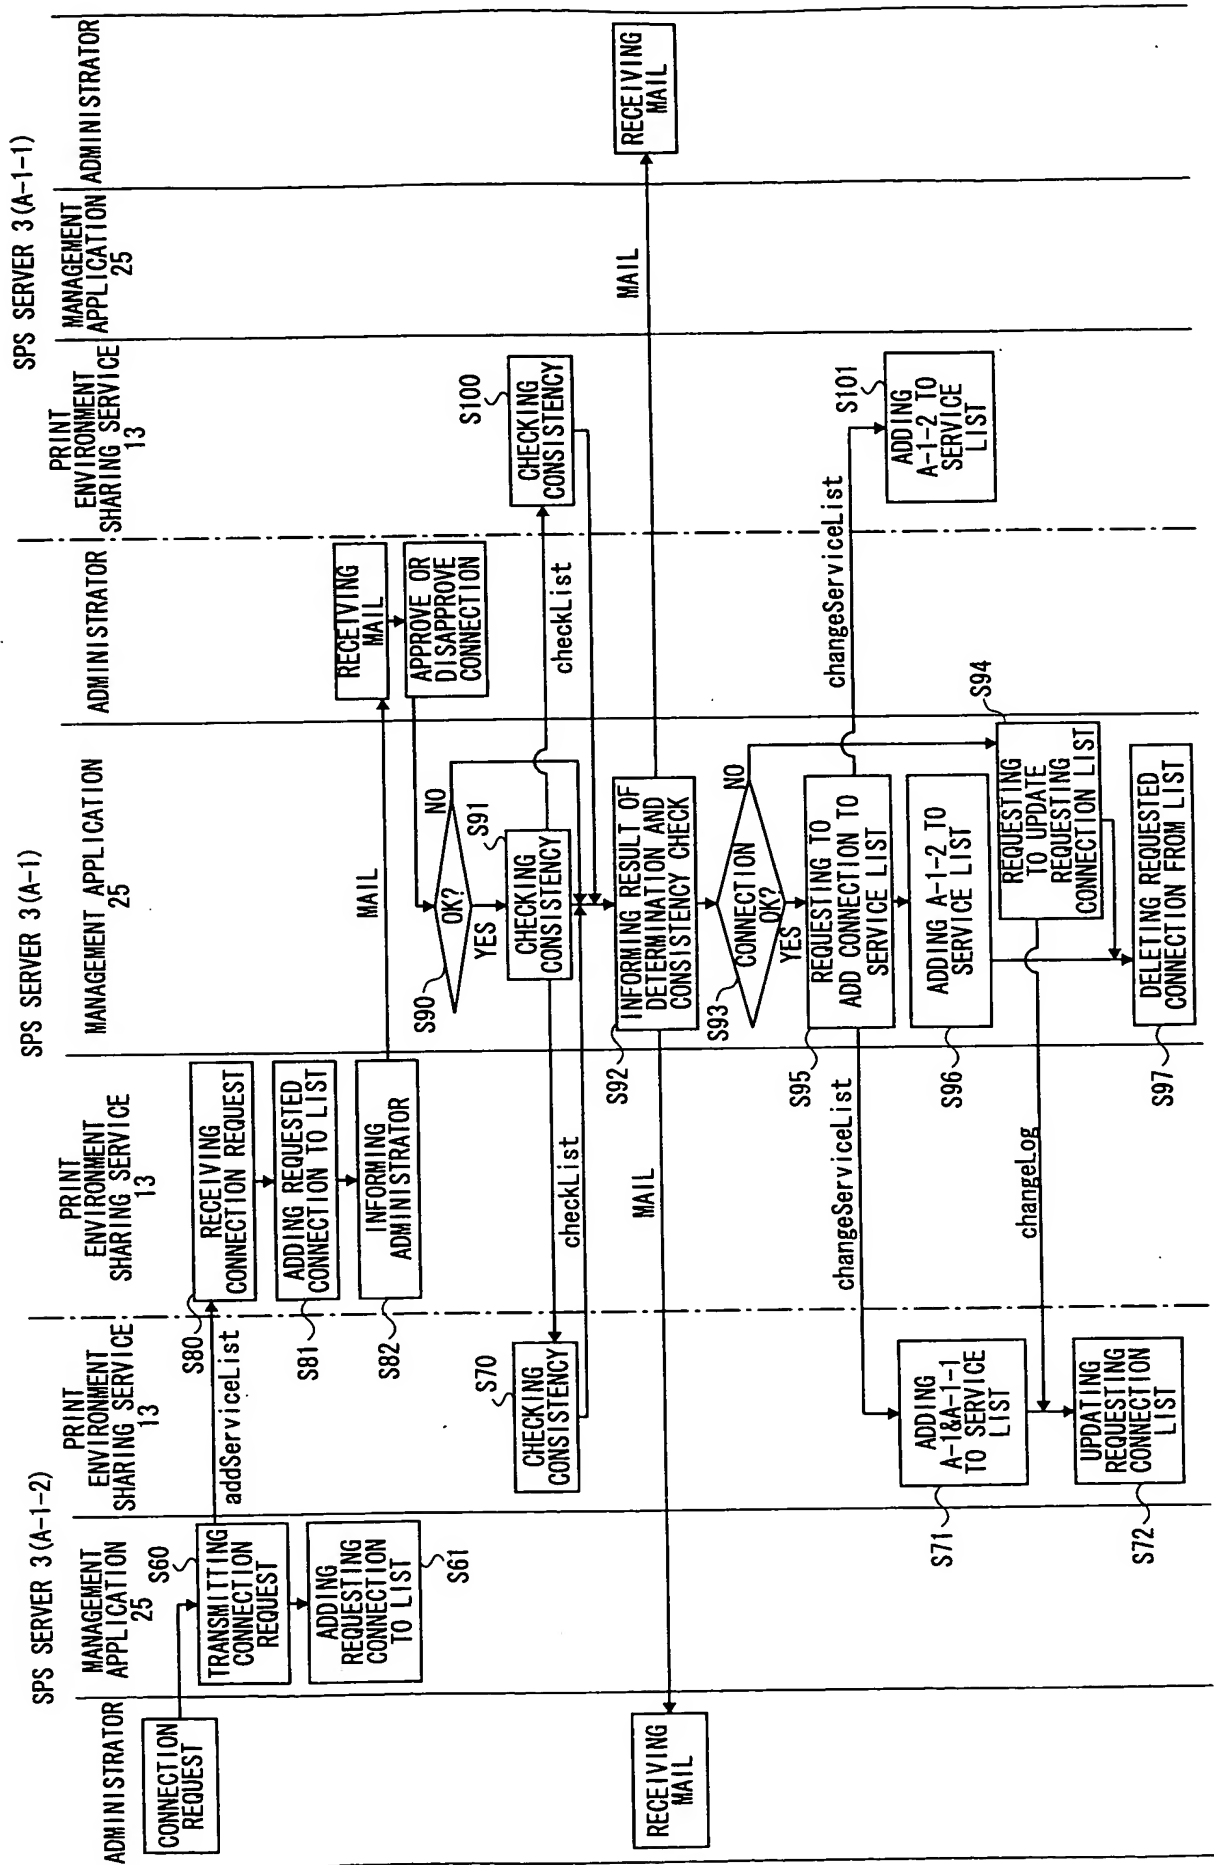 SPS SERVER 3(A-1-2)
ADMINISTRATOR
MANAGEMENT
APPLICATION
25
PRINT
ENVIRONMENT
SHARING SERVICE
13
SPS SERVER 3(A-1)
PRINT
ENVIRONMENT
SHARING SERVICE
13
MANAGEMENT APPLICATION
25
ADMINISTRATOR
SPS SERVER 3(A-1-1)
PRINT
ENVIRONMENT
SHARING SERVICE
13
MANAGEMENT
APPLICATION
25
ADMINISTRATOR
CONNECTION
REQUEST
S60
TRANSMITTING
CONNECTION
REQUEST
addServiceList
S80
RECEIVING
CONNECTION REQUEST
ADDING
REQUESTING
CONNECTION
TO LIST
S61
S81
ADDING REQUESTED
CONNECTION TO LIST
S82
INFORMING
ADMINISTRATOR
MAIL
RECEIVING
MAIL
APPROVE OR
DISAPPROVE
CONNECTION
S90
OK?
NO
YES
S91
CHECKING
CONSISTENCY
S70
CHECKING
CONSISTENCY
checkList
S100
CHECKING
CONSISTENCY
checkList
S92
INFORMING RESULT OF
DETERMINATION AND
CONSISTENCY CHECK
MAIL
RECEIVING
MAIL
MAIL
RECEIVING
MAIL
S93
CONNECTION
OK?
NO
YES
S95
REQUESTING TO
ADD CONNECTION TO
SERVICE LIST
changeServiceList
changeServiceList
S101
ADDING
A-1-2 TO
SERVICE
LIST
ADDING
A-1&A-1-1
TO SERVICE
LIST
S71
S96
ADDING A-1-2 TO
SERVICE LIST
S94
REQUESTING
TO UPDATE
REQUESTING
CONNECTION LIST
changeLog
UPDATING
REQUESTING
CONNECTION
LIST
S72
S97
DELETING REQUESTED
CONNECTION FROM LIST